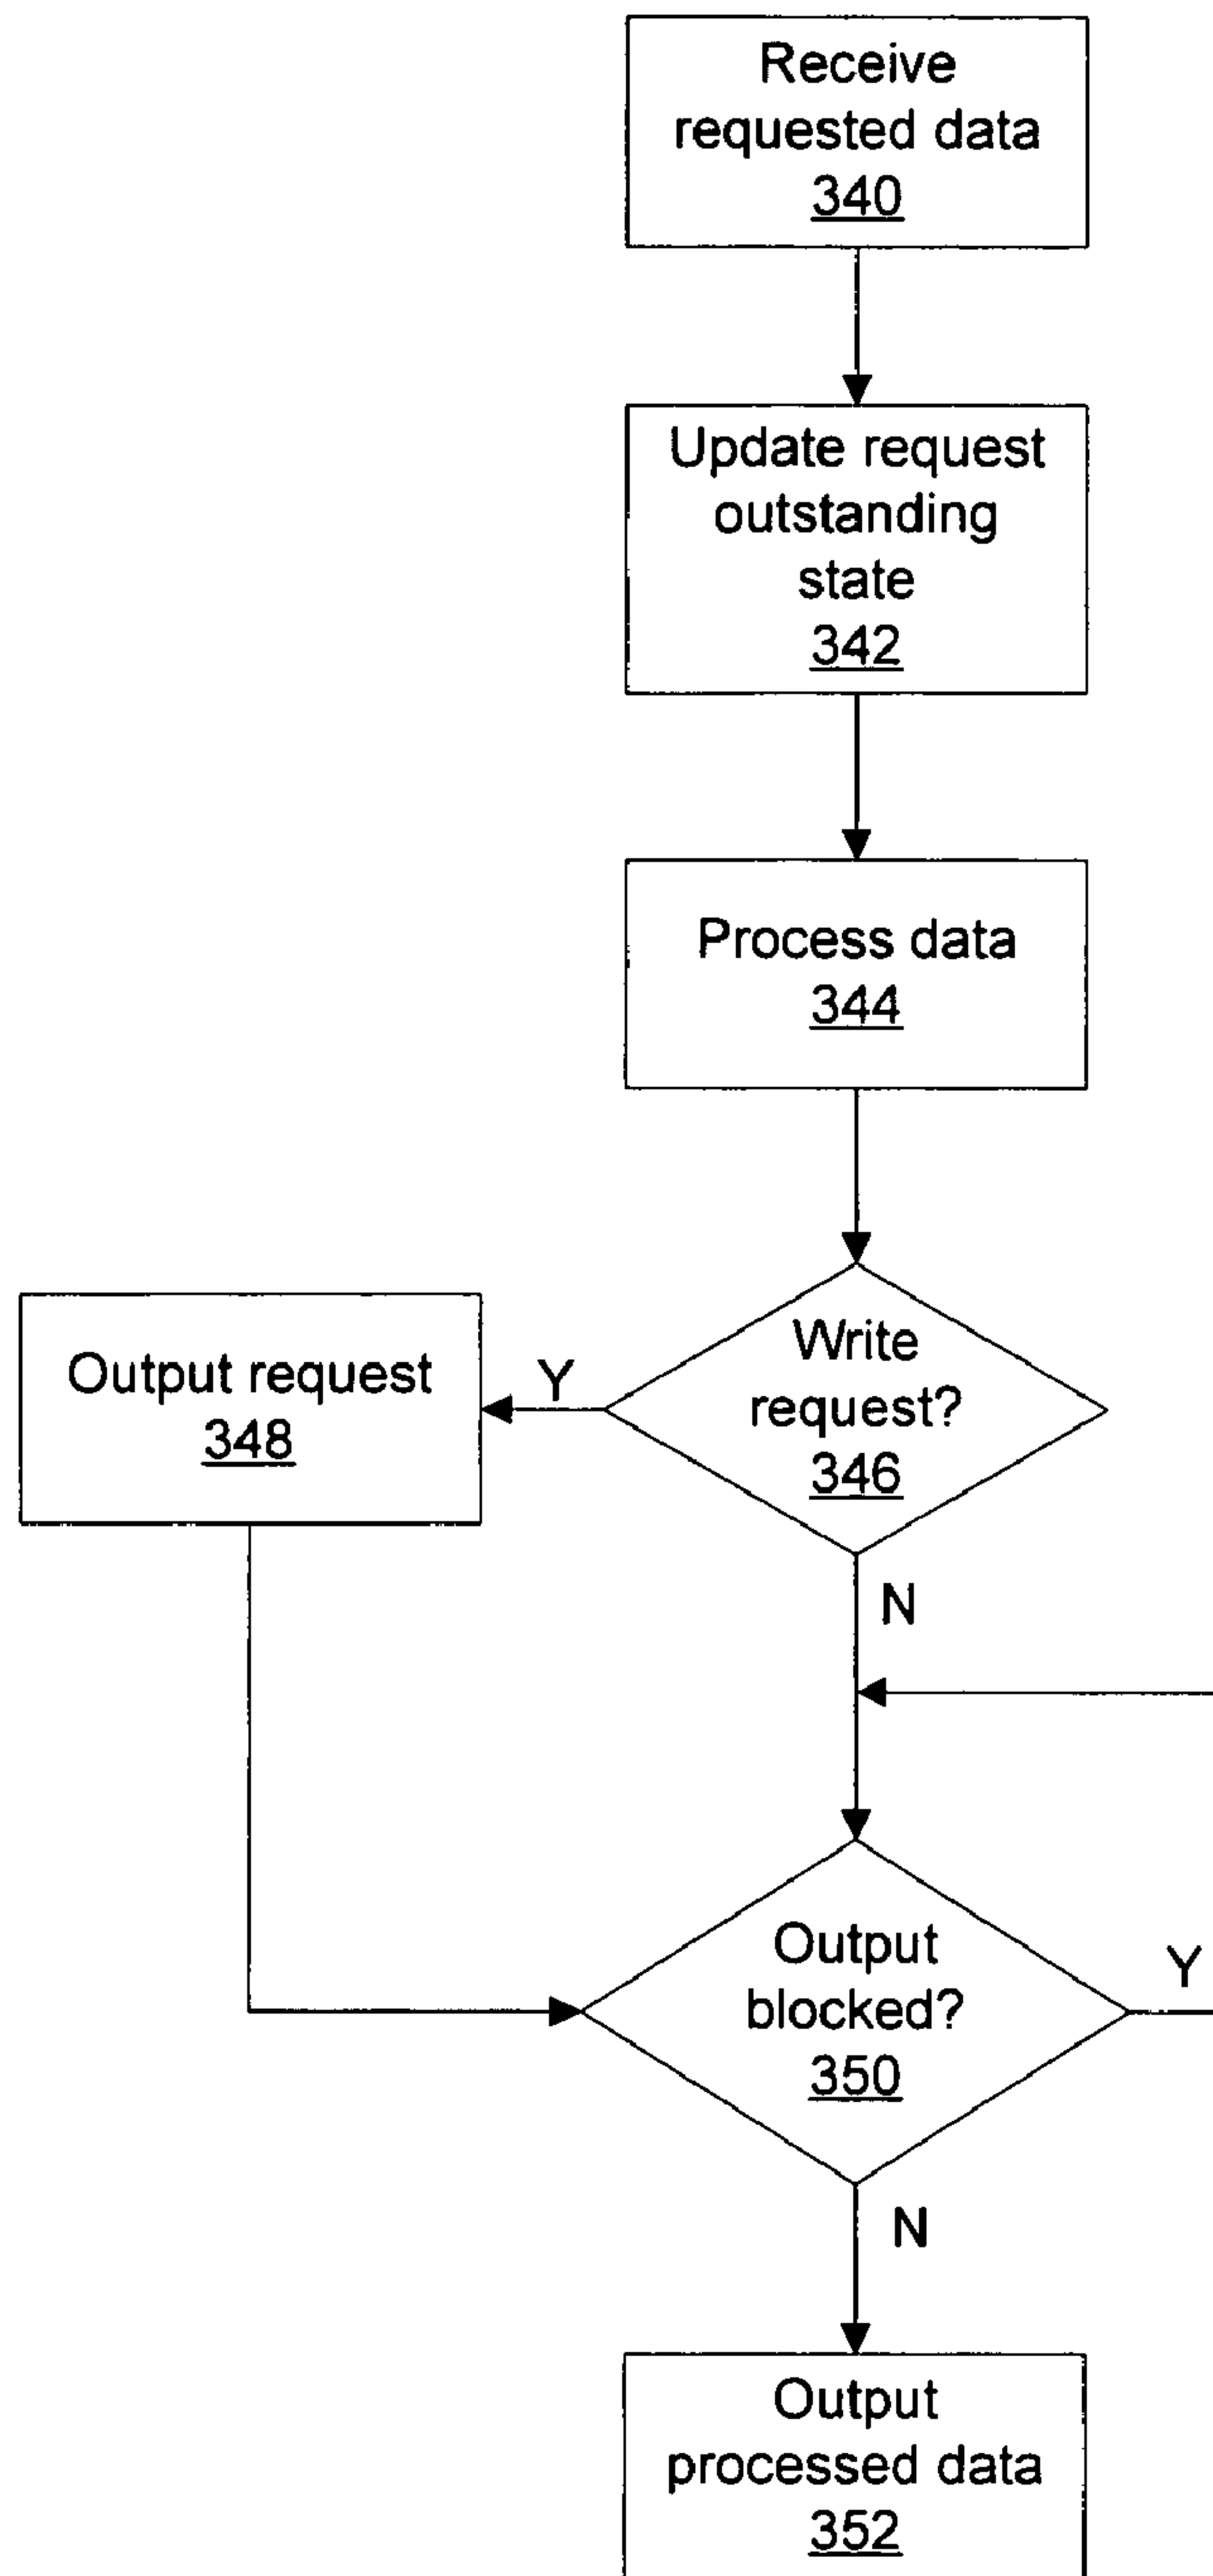 Receive
requested data
340
Update request
outstanding
state
342
Process data
344
Write
request?
346
Y
Output request
348
N
Output
blocked?
350
Y
N
Output
processed data
352